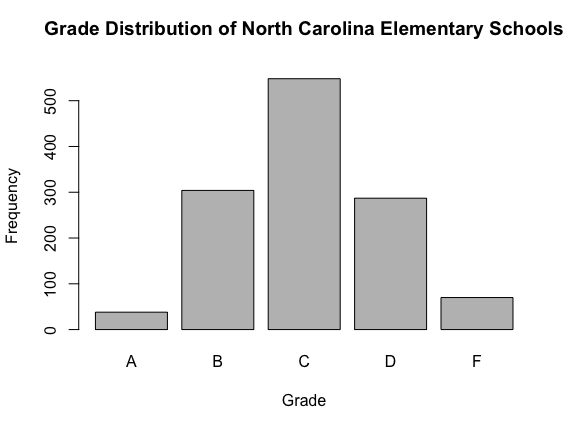 Grade Distribution of North Carolina Elementary Schools
Frequency
500
400
300
200
100
0
A B C D F
Grade